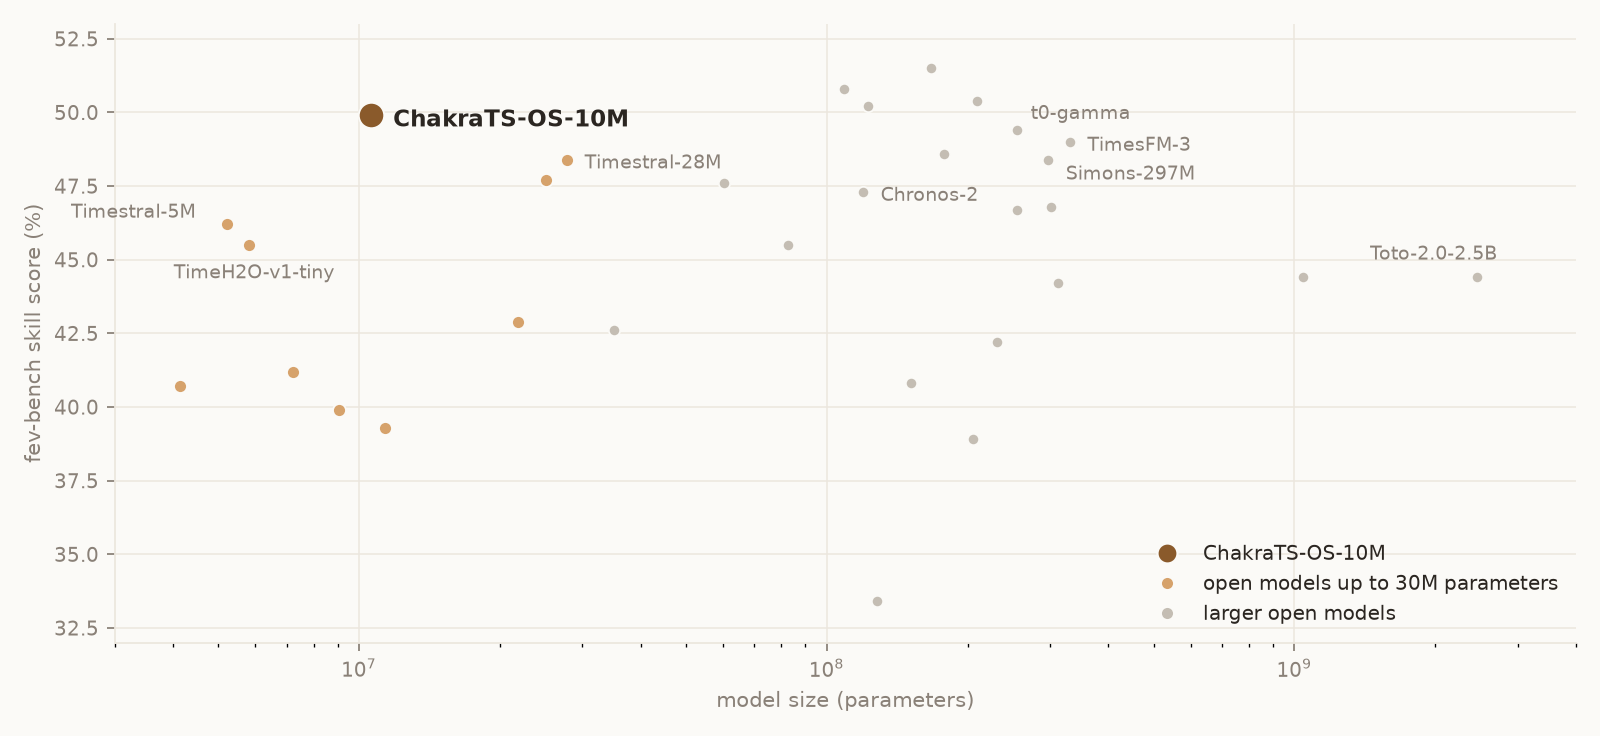 52.5
50.0
47.5
45.0
42.5
40.0
37.5
35.0
32.5
fev-bench skill score (%)
ChakraTS-OS-10M
t0-gamma
TimesFM-3
Timestral-28M
Simons-297M
Chronos-2
Timestral-5M
TimeH2O-v1-tiny
Toto-2.0-2.5B
ChakraTS-OS-10M
open models up to 30M parameters
larger open models
10⁷ 10⁸ 10⁹
model size (parameters)